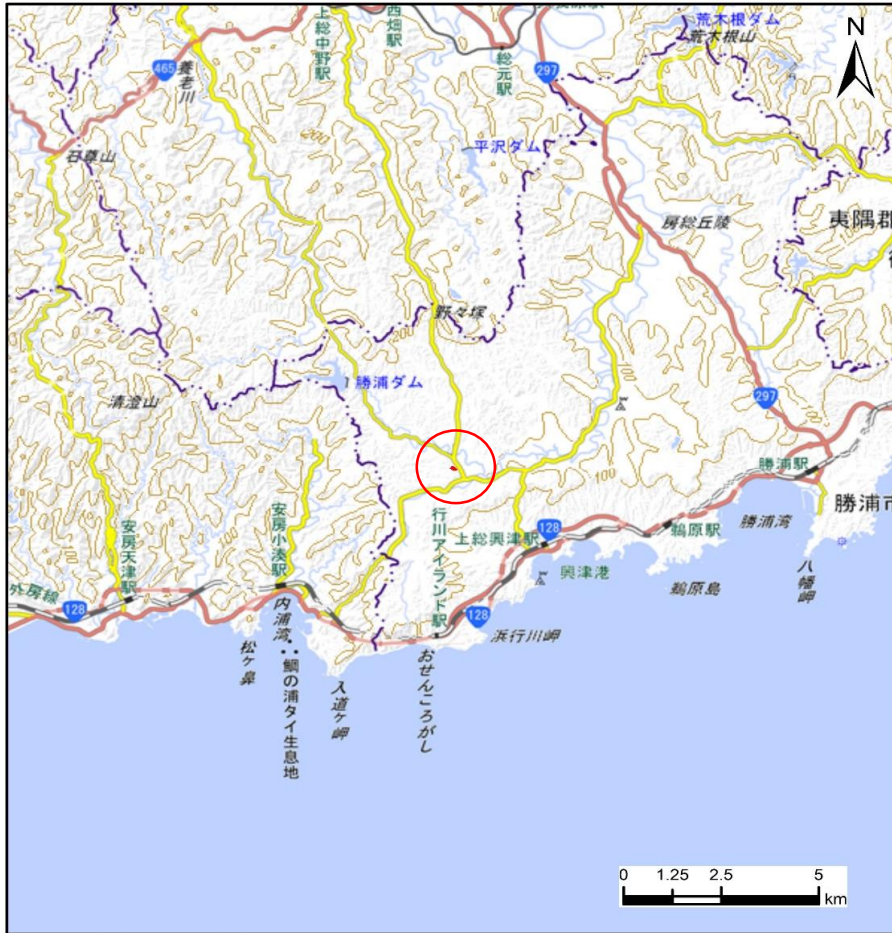 荒木根ダム
荒木根山
N
西畑駅
上総中野駅
総元駅
465
養老川
297
平沢ダム
石尊山
200
房総丘陵
夷隅郡
野々塚
勝浦ダム
清澄山
297
100
100
勝浦駅
勝浦市
勝浦湾
八幡岬
鵜原駅
鵜原島
128
上総興津駅
興津港
行川アイランド駅
安房小湊駅
安房天津駅
外房線
128
128
浜行川岬
内浦湾
松ケ鼻
鯛の浦タイ生息地
入道ケ岬
おせんころがし
0 1.25 2.5 5
km